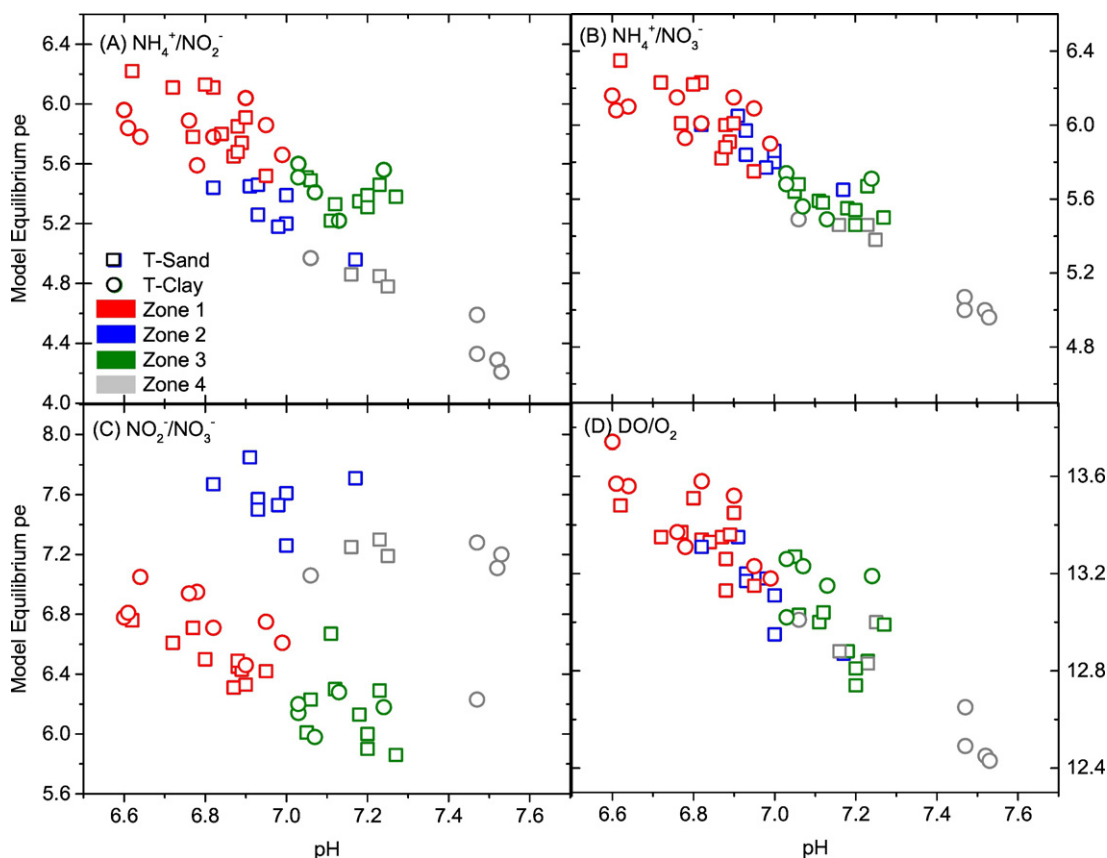 (A) NH₄⁺/NO₂⁻
(B) NH₄⁺/NO₃⁻
6.4
6.0
5.6
5.2
4.8
4.4
4.0
Model Equilibrium pe
T-Sand
T-Clay
Zone 1
Zone 2
Zone 3
Zone 4
6.4
6.0
5.6
5.2
4.8
Model Equilibrium pe
(C) NO₂⁻/NO₃⁻
(D) DO/O₂
8.0
7.6
7.2
6.8
6.4
6.0
5.6
Model Equilibrium pe
13.6
13.2
12.8
12.4
6.6 6.8 7.0 7.2 7.4 7.6
6.6 6.8 7.0 7.2 7.4 7.6
pH
pH